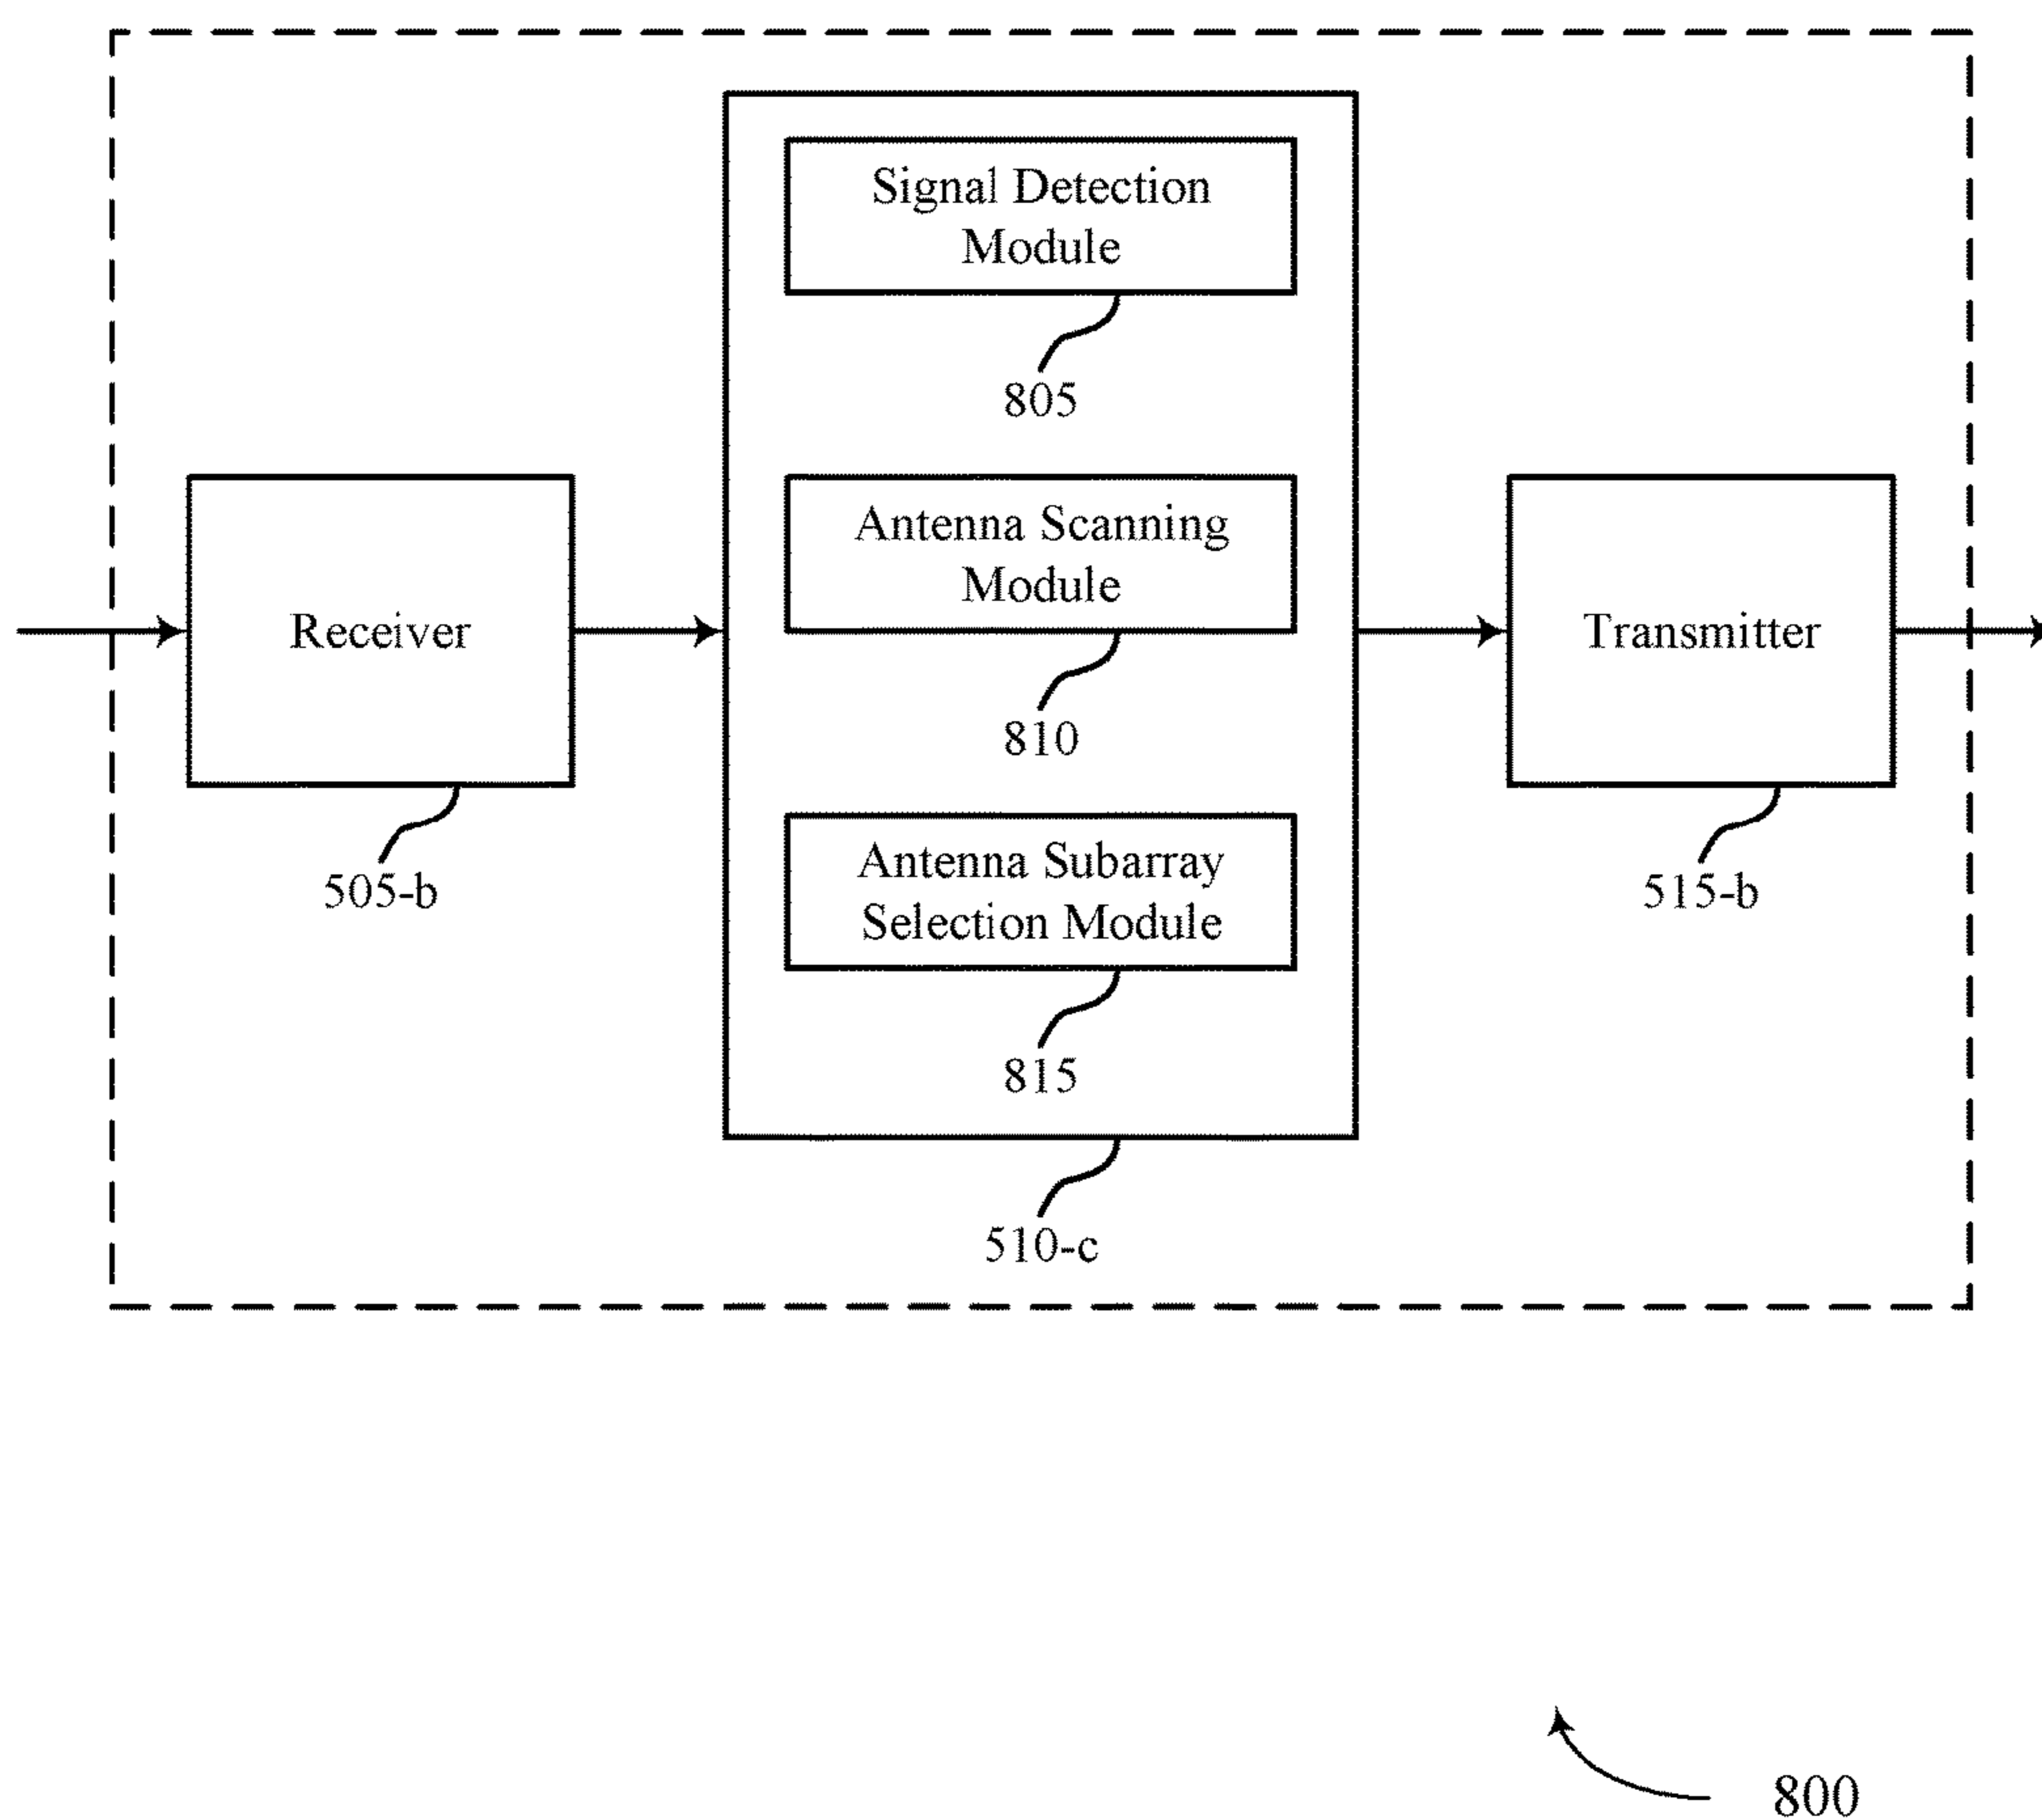 Signal Detection
Module
805
Antenna Scanning
Module
810
Receiver
505-b
Transmitter
515-b
Antenna Subarray
Selection Module
815
510-c
800